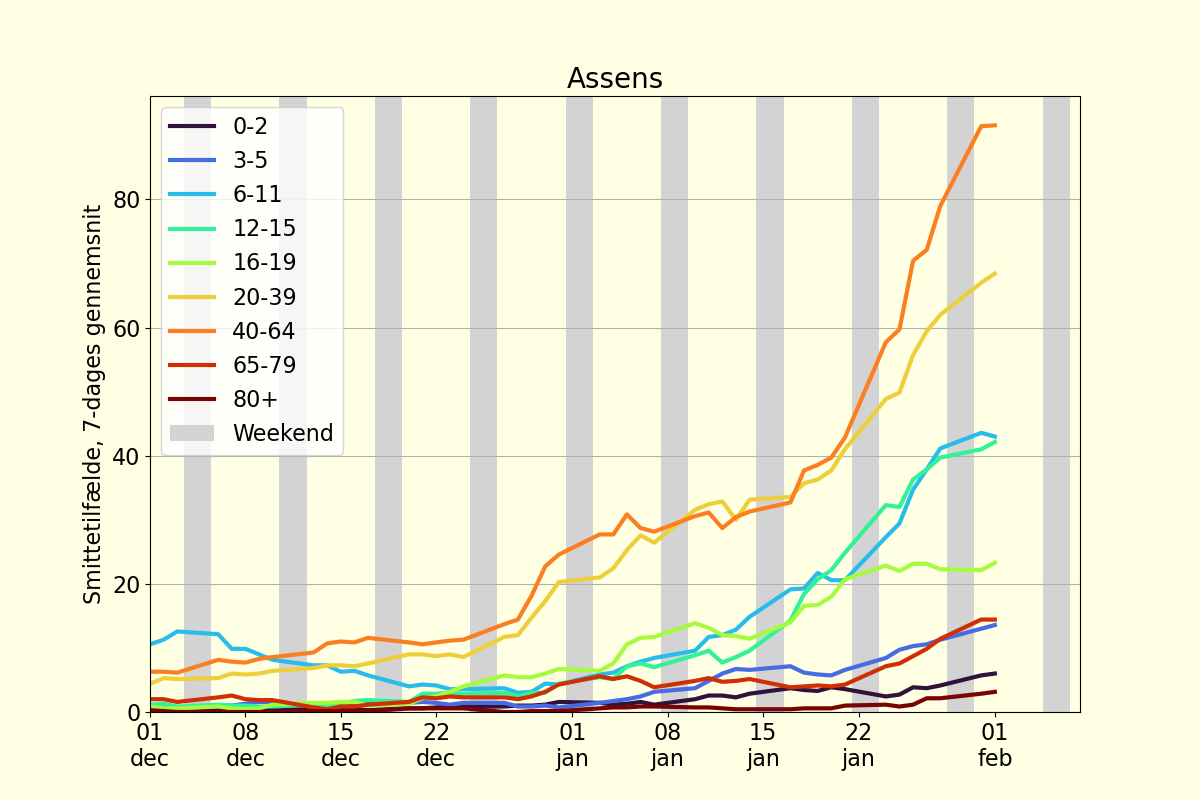 Assens
Smittetilfælde, 7-dages gennemsnit
80
60
40
20
0
0-2
3-5
6-11
12-15
16-19
20-39
40-64
65-79
80+
Weekend
01 08 15 22 01 08 15 22 01
dec dec dec dec jan jan jan jan feb